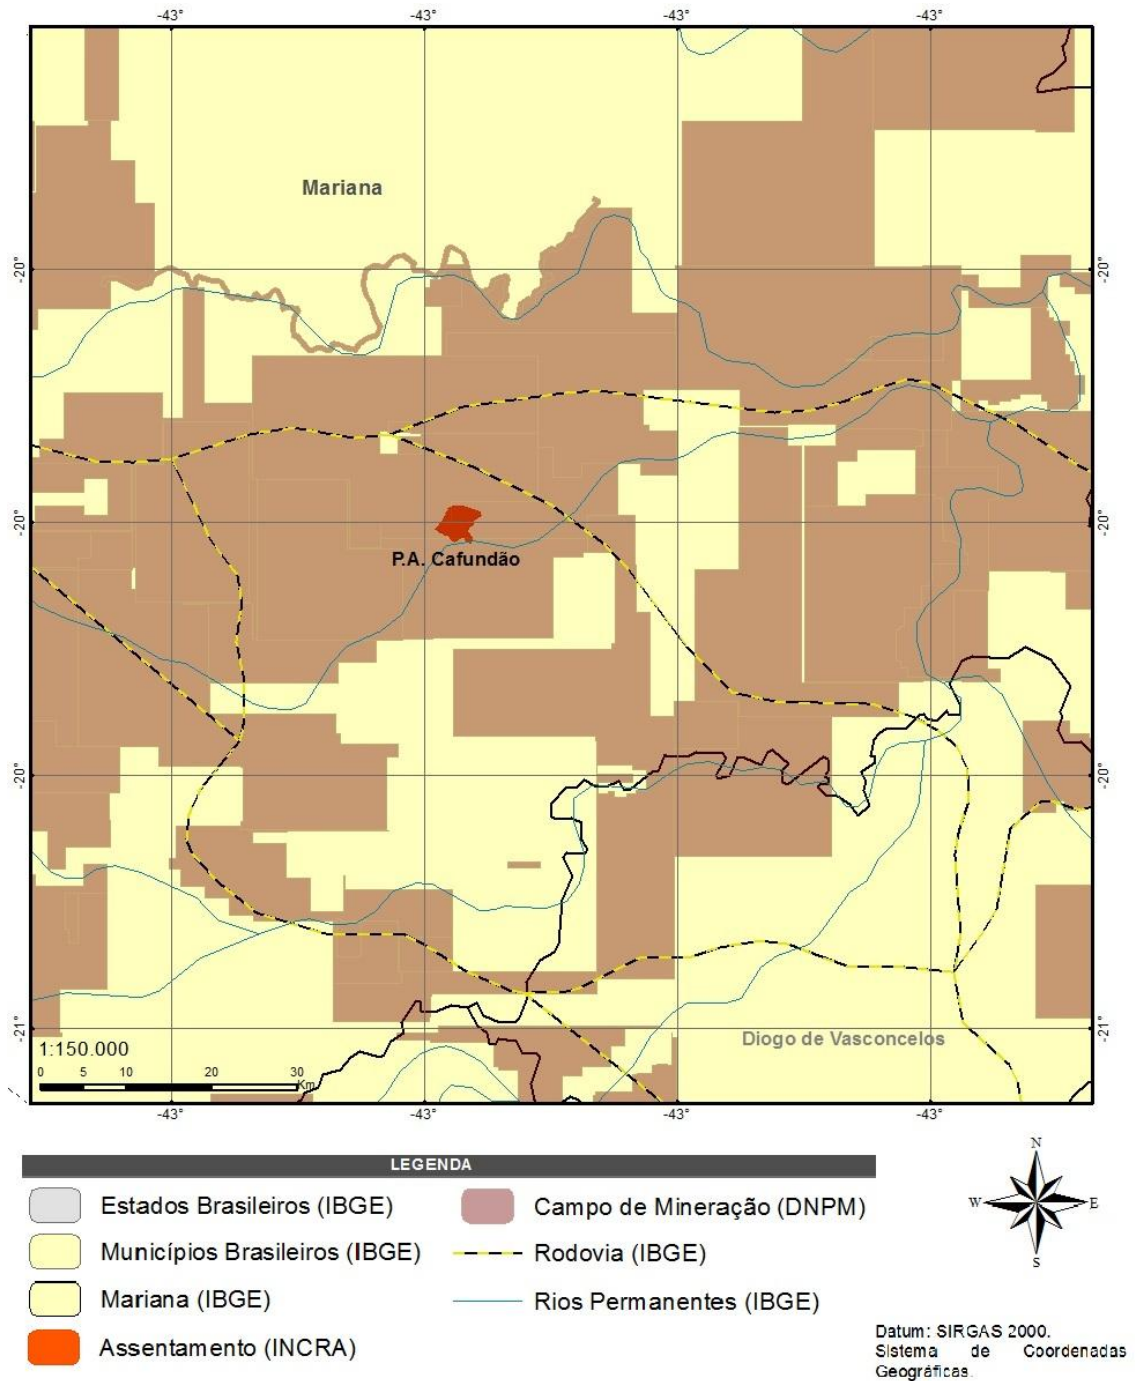 -43° -43° -43° -43°
Mariana
-20° -20°
-20° -20°
P.A. Cafundão
-20° -20°
-21° -21°
Diogo de Vasconcelos
1:150.000
0 5 10 20 30
Km
-43° -43° -43° -43°
LEGENDA
Estados Brasileiros (IBGE)
Municípios Brasileiros (IBGE)
Mariana (IBGE)
Assentamento (INCRA)
Campo de Mineração (DNPM)
Rodovia (IBGE)
Rios Permanentes (IBGE)
N
W E
S
Datum: SIRGAS 2000.
Sistema de Coordenadas
Geográficas.